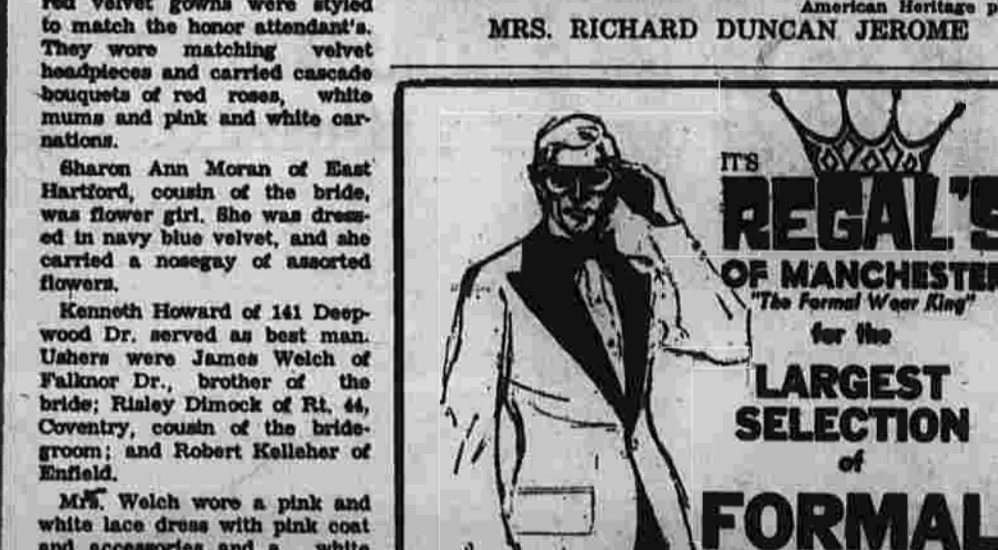 red velvet gowns were styled
to match the honor attendant's.
They wore matching velvet
headpieces and carried cascade
bouquets of red roses, white
mums and pink and white car-
nations.
Sharon Ann Moran of East
Hartford, cousin of the bride,
was flower girl. She was dress-
ed in navy blue velvet, and she
carried a nosegay of assorted
flowers.
Kenneth Howard of 141 Deep-
wood Dr. served as best man.
Ushers were James Welch of
Falknor Dr., brother of the
bride; Risley Dimock of Rt. 44,
Coventry, cousin of the bride-
groom; and Robert Kelleher of
Enfield.
Mrs. Welch wore a pink and
white lace dress with pink coat
and accessories and a white
American Heritage p
MRS. RICHARD DUNCAN JEROME
IT'S
REGAL'S
OF MANCHESTER
"The Formal Wear King"
for the
LARGEST
SELECTION
of
FORMAL